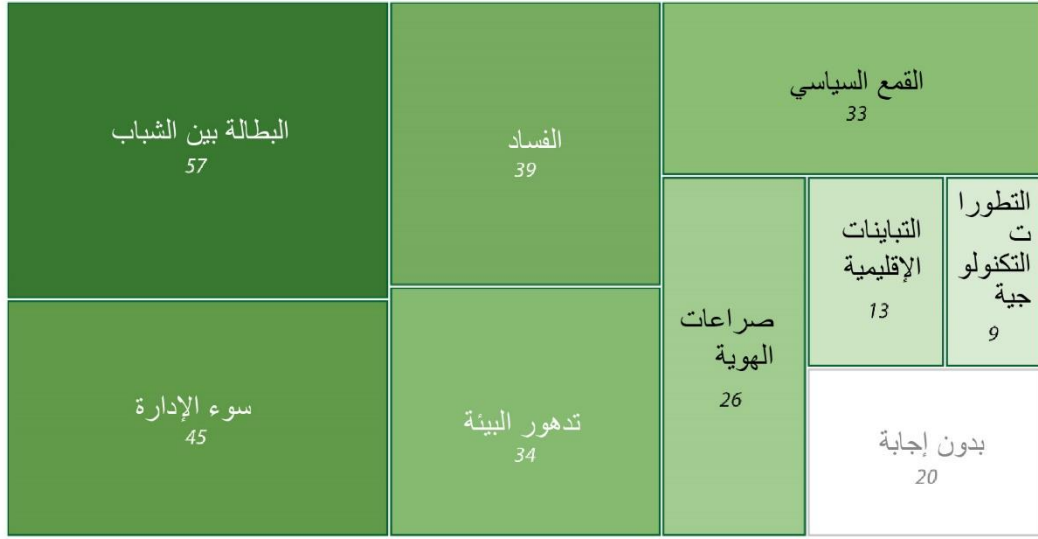 البطالة بين الشباب
57
سوء الإدارة
45
الفساد
39
تدهور البيئة
34
القمع السياسي
33
صراعات
الهوية
26
التباينات
الإقليمية
13
التطورا
ت
التكنولو
جية
9
بدون إجابة
20